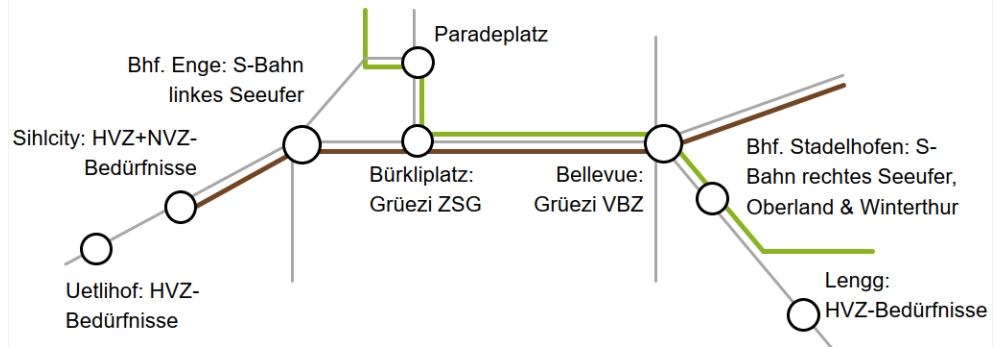 Paradeplatz
Bhf. Enge: S-Bahn
linkes Seeufer
Sihlcity: HVZ+NVZ-
Bedürfnisse
Bürkliplatz:
Grüezi ZSG
Bellevue:
Grüezi VBZ
Bhf. Stadelhofen: S-
Bahn rechtes Seeufer,
Oberland & Winterthur
Uetlihof: HVZ-
Bedürfnisse
Lengg:
HVZ-Bedürfnisse